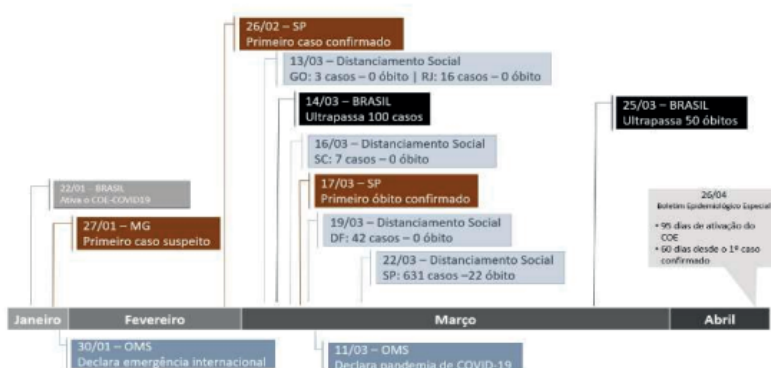 26/02 – SP
Primeiro caso confirmado
13/03 – Distanciamento Social
GO: 3 casos – 0 óbito | RJ: 16 casos – 0 óbito
14/03 – BRASIL
Ultrapassa 100 casos
25/03 – BRASIL
Ultrapassa 50 óbitos
16/03 – Distanciamento Social
SC: 7 casos – 0 óbito
22/01 – BRASIL
Ativa o COE-COVID19
17/03 – SP
Primeiro óbito confirmado
26/04
Boletim Epidemiológico Especial
• 95 dias de ativação do
COE
• 60 dias desde o 1º caso
confirmado
27/01 – MG
Primeiro caso suspeito
19/03 – Distanciamento Social
DF: 42 casos – 0 óbito
22/03 – Distanciamento Social
SP: 631 casos –22 óbito
Janeiro
Fevereiro
Março
Abril
30/01 – OMS
Declara emergência internacional
11/03 – OMS
Declara pandemia de COVID-19